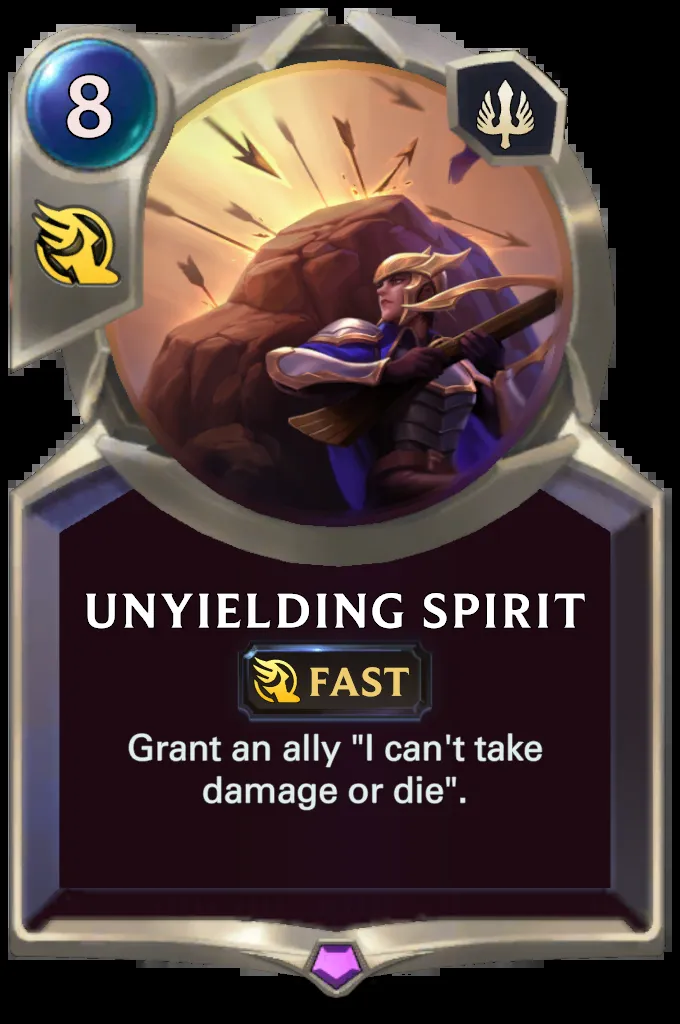 8
UNYIELDING SPIRIT
FAST
Grant an ally "I can't take
damage or die".